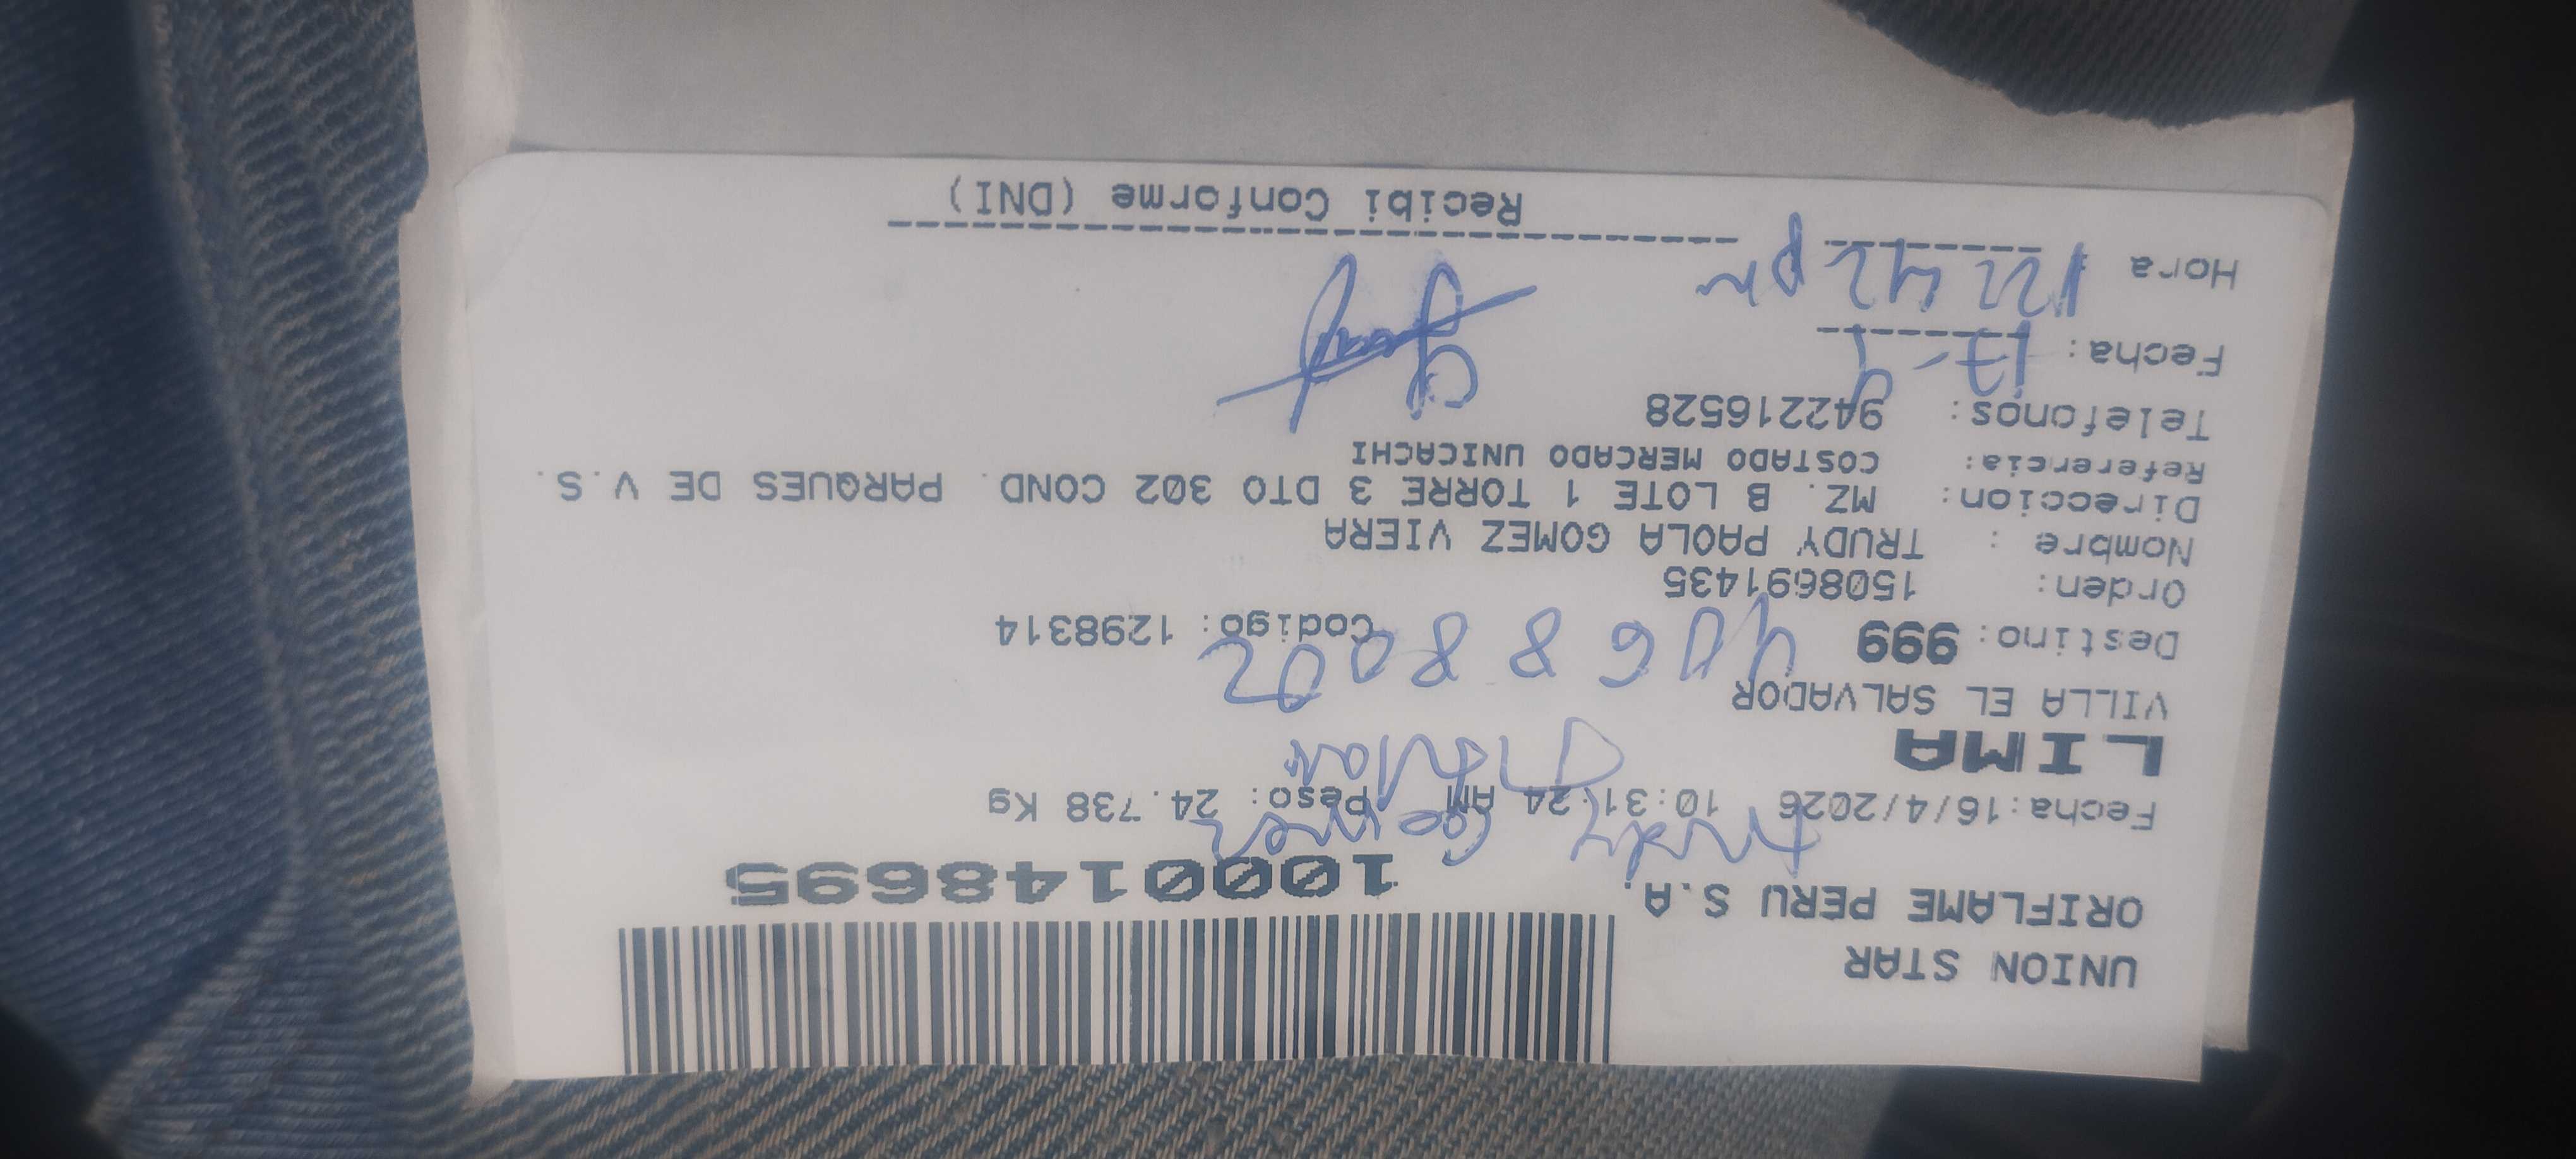 UNION STAR
ORIFLAME PERU S.A.
1000148695
Fecha:16/4/2026 10:31:24 AM Peso: 24.738 Kg
Trudy Gomez
LIMA
VILLA EL SALVADOR
Destino: 999 Codigo: 1298314
Orden: 1508691435
Nombre : TRUDY PAOLA GOMEZ VIERA
Direccion: MZ. B LOTE 1 TORRE 3 DTO 302 COND. PARQUES DE V.S.
Referencia: COSTADO MERCADO UNICACHI
Telefonos: 942216528
Fecha: 17-4
Hora : 12 42 pm
Recibi Conforme (DNI)